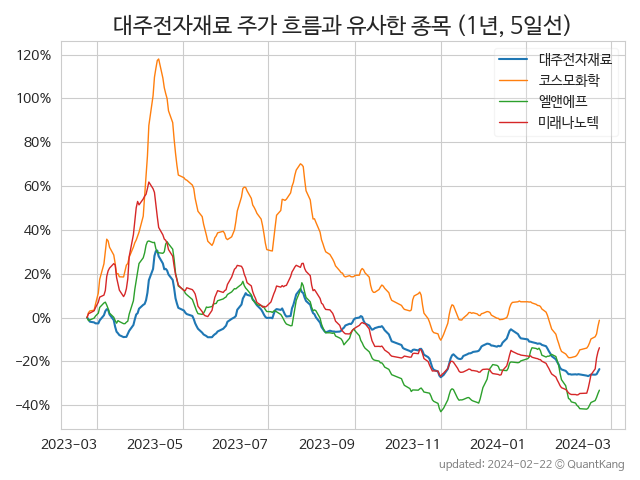 대주전자재료 주가 흐름과 유사한 종목 (1년, 5일선)
대주전자재료
코스모화학
엘앤에프
미래나노텍
120%
100%
80%
60%
40%
20%
0%
−20%
−40%
2023-03 2023-05 2023-07 2023-09 2023-11 2024-01 2024-03
updated: 2024-02-22 © QuantKang